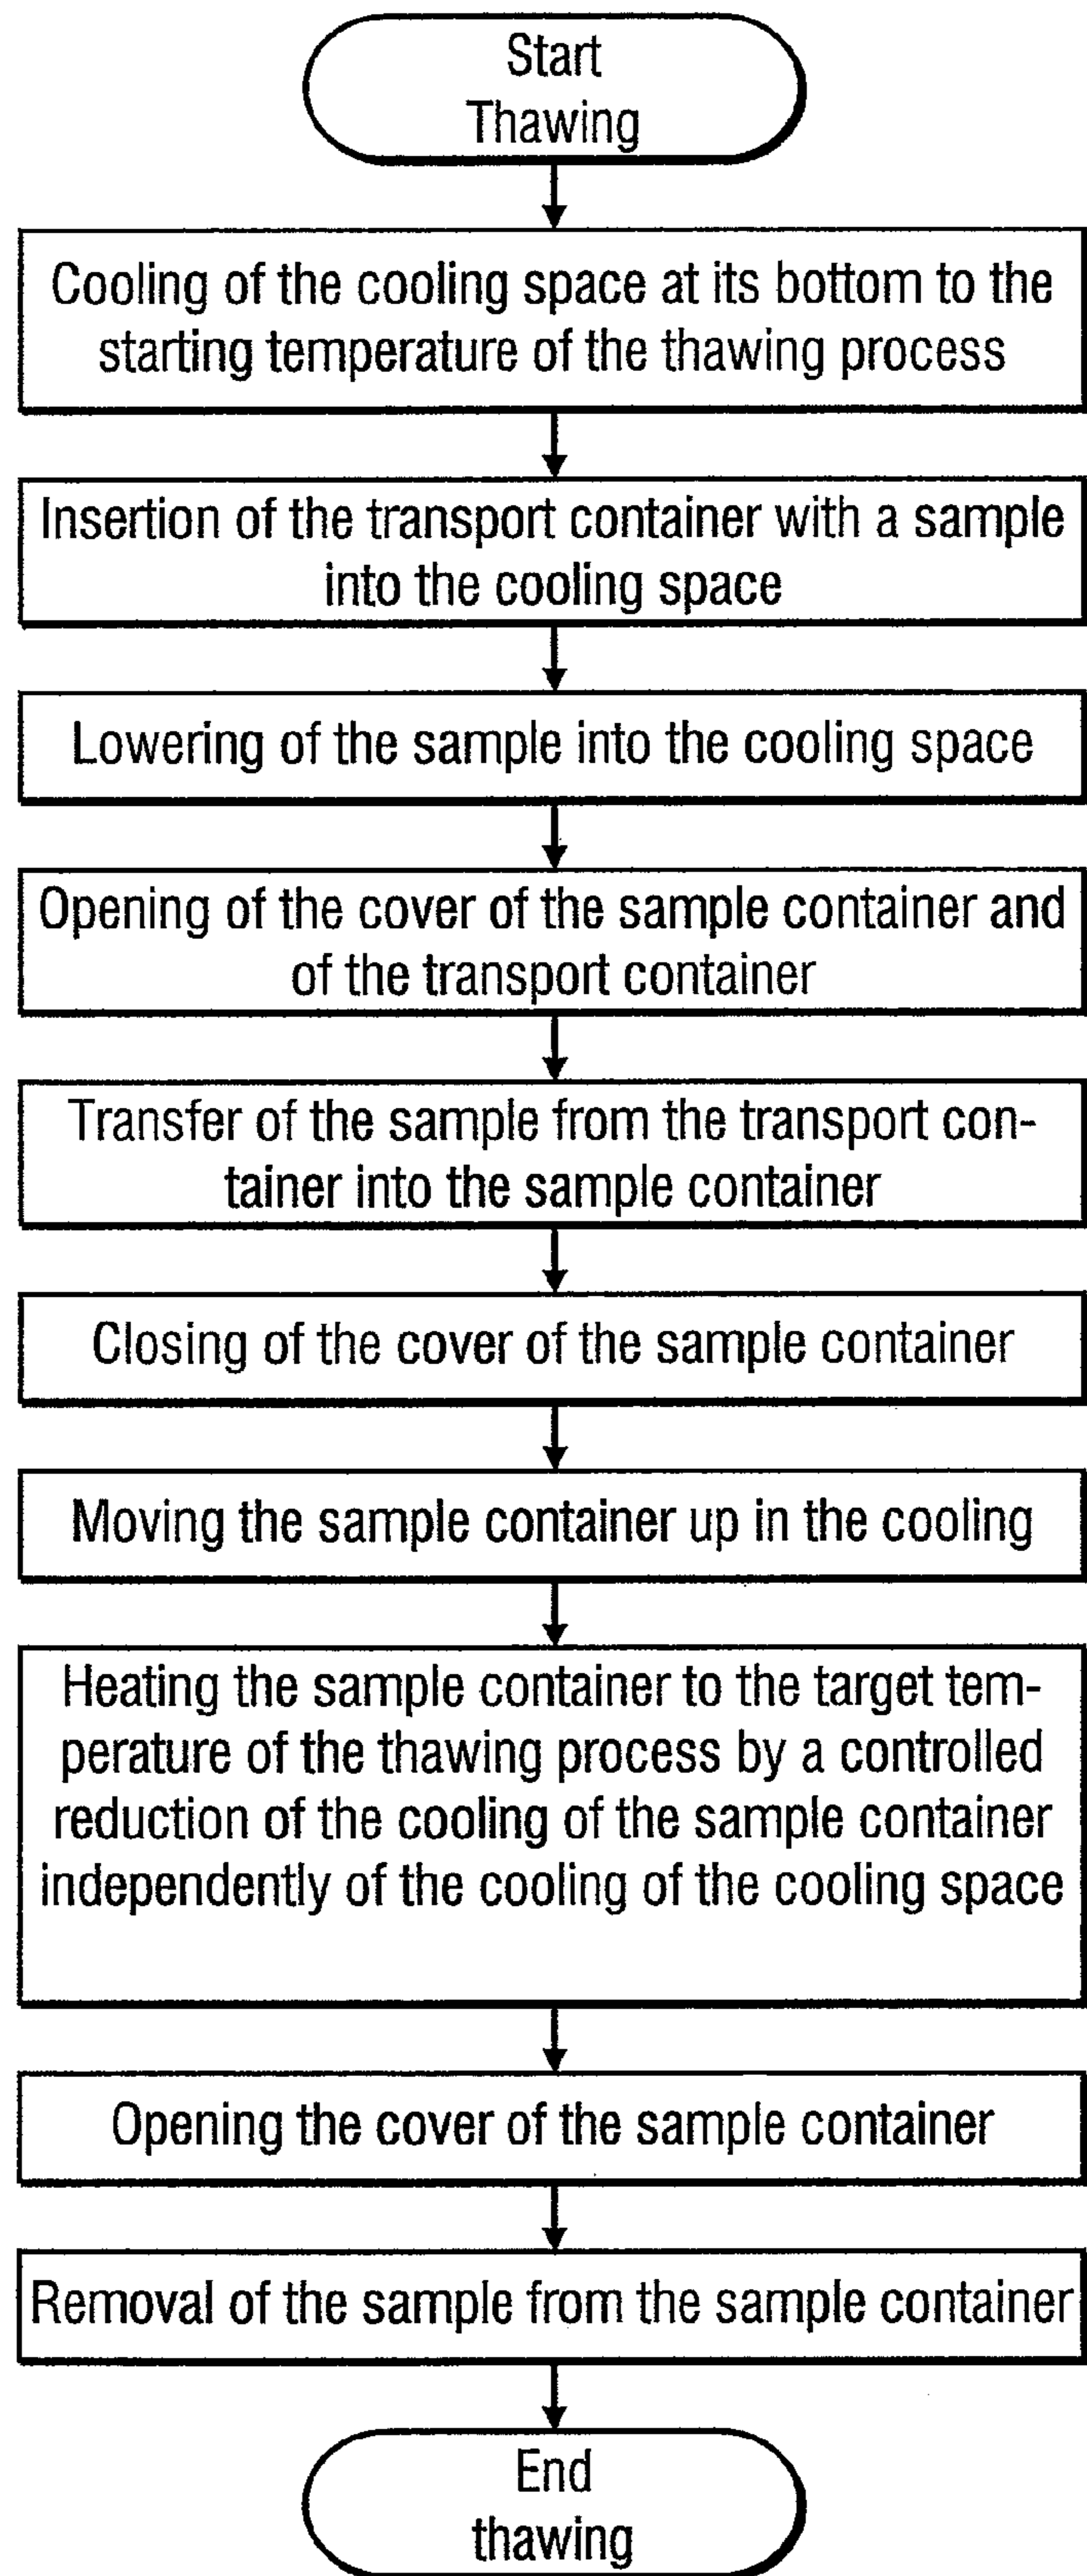 Start
Thawing
Cooling of the cooling space at its bottom to the
starting temperature of the thawing process
Insertion of the transport container with a sample
into the cooling space
Lowering of the sample into the cooling space
Opening of the cover of the sample container and
of the transport container
Transfer of the sample from the transport con-
tainer into the sample container
Closing of the cover of the sample container
Moving the sample container up in the cooling
Heating the sample container to the target tem-
perature of the thawing process by a controlled
reduction of the cooling of the sample container
independently of the cooling of the cooling space
Opening the cover of the sample container
Removal of the sample from the sample container
End
thawing